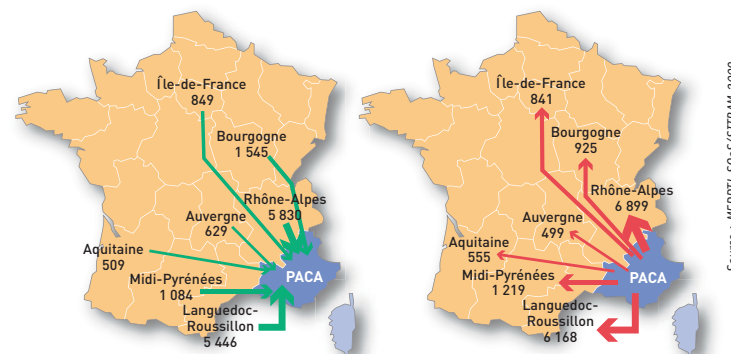 Île-de-France
849
Bourgogne
1 545
Rhône-Alpes
5 830
Auvergne
629
Aquitaine
509
Midi-Pyrénées
1 084
Languedoc-
Roussillon
5 446
PACA
Île-de-France
841
Bourgogne
925
Rhône-Alpes
6 899
Auvergne
499
Aquitaine
555
Midi-Pyrénées
1 219
Languedoc-
Roussillon
6 168
PACA
Source :